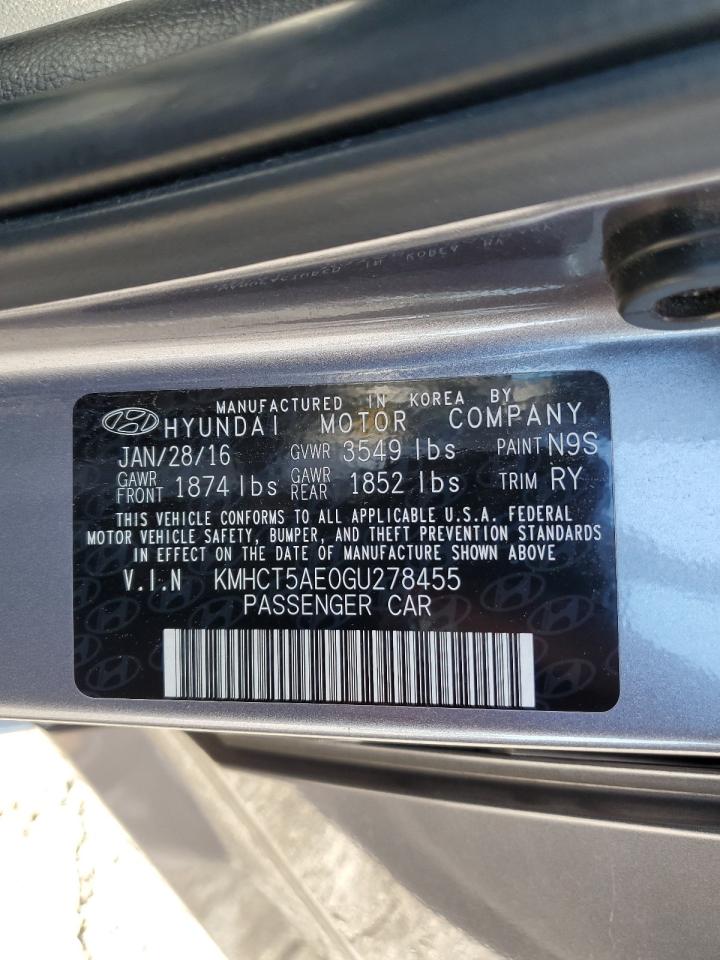 MANUFACTURED IN KOREA BY
HYUNDAI MOTOR COMPANY
JAN/28/16 GVWR 3549 lbs PAINT N9S
GAWR FRONT 1874 lbs GAWR REAR 1852 lbs TRIM RY
THIS VEHICLE CONFORMS TO ALL APPLICABLE U.S.A. FEDERAL
MOTOR VEHICLE SAFETY, BUMPER, AND THEFT PREVENTION STANDARDS
IN EFFECT ON THE DATE OF MANUFACTURE SHOWN ABOVE
V.I.N KMHCT5AE0GU278455
PASSENGER CAR